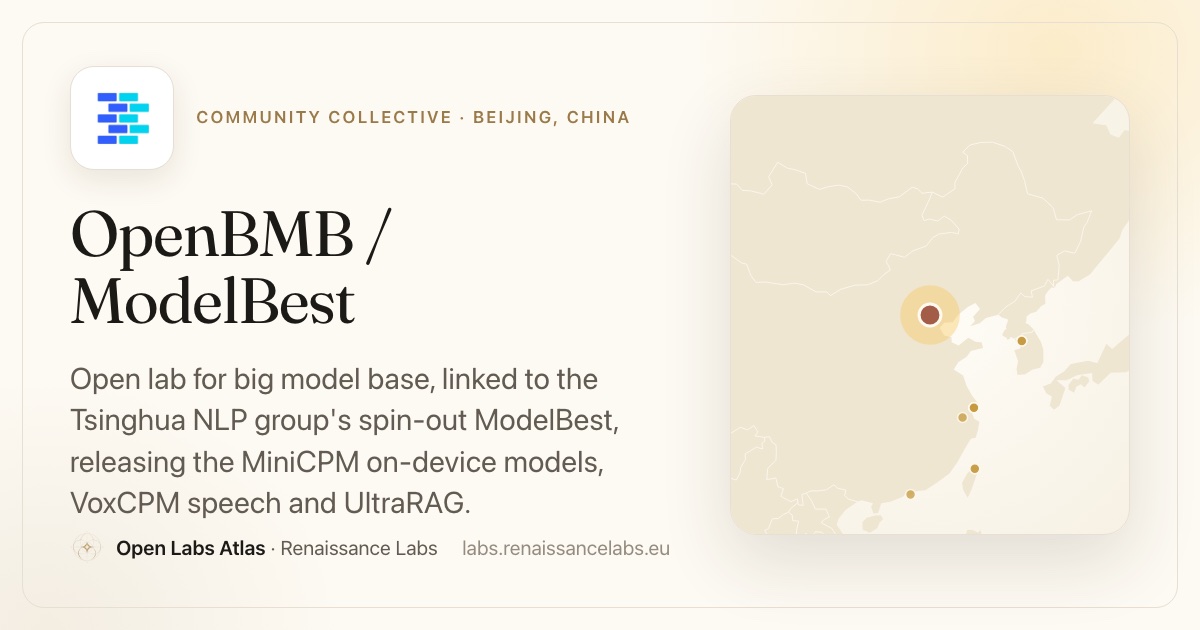 COMMUNITY COLLECTIVE · BEIJING, CHINA
OpenBMB /
ModelBest
Open lab for big model base, linked to the
Tsinghua NLP group's spin-out ModelBest,
releasing the MiniCPM on-device models,
VoxCPM speech and UltraRAG.
Open Labs Atlas · Renaissance Labs labs.renaissancelabs.eu